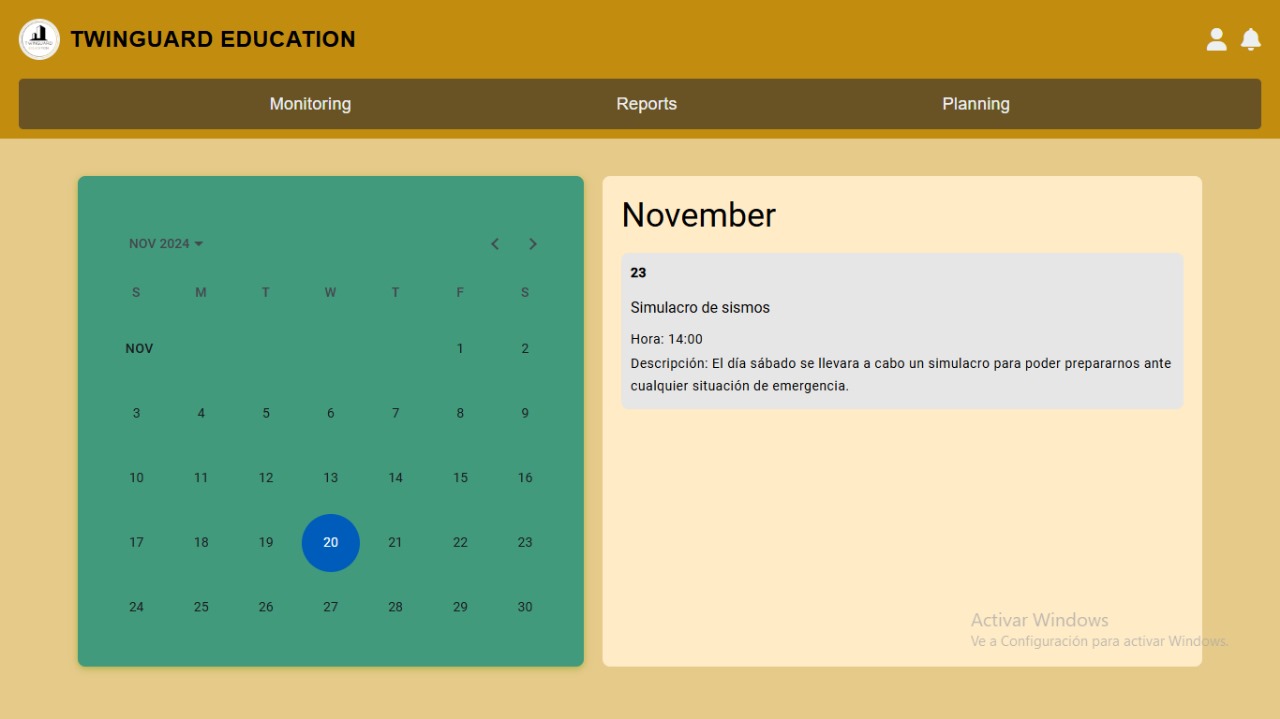 TWINGUARD EDUCATION
Monitoring Reports Planning
NOV 2024
S M T W T F S
NOV 1 2
3 4 5 6 7 8 9
10 11 12 13 14 15 16
17 18 19 20 21 22 23
24 25 26 27 28 29 30
November
23
Simulacro de sismos
Hora: 14:00
Descripción: El día sábado se llevara a cabo un simulacro para poder prepararnos ante
cualquier situación de emergencia.
Activar Windows
Ve a Configuración para activar Windows.